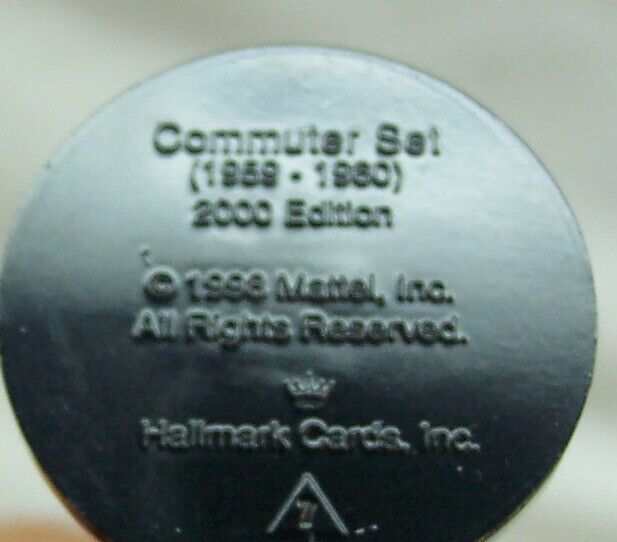 Commuter Set
(1959 - 1960)
2000 Edition
© 1998 Mattel, Inc.
All Rights Reserved.
Hallmark Cards, Inc.